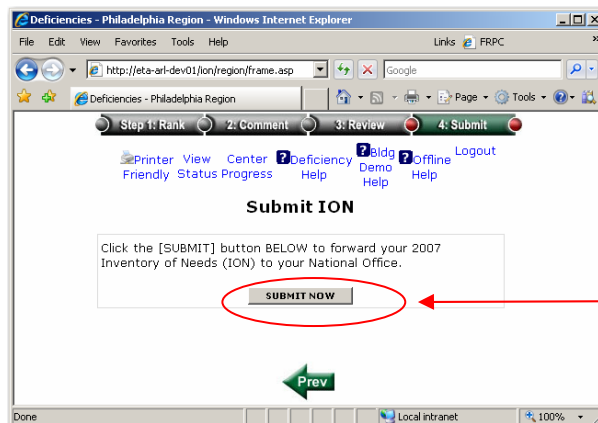 Deficiencies - Philadelphia Region - Windows Internet Explorer
File Edit View Favorites Tools Help Links FRPC »
http://eta-arl-dev01/ion/region/frame.asp Google
Deficiencies - Philadelphia Region Page Tools »
Step 1: Rank 2: Comment 3: Review 4: Submit
Printer Friendly View Status Center Progress ? Deficiency Help ? Bldg Demo Help ? Offline Help Logout
Submit ION
Click the [SUBMIT] button BELOW to forward your 2007
Inventory of Needs (ION) to your National Office.
SUBMIT NOW
Prev
Done Local intranet 100%